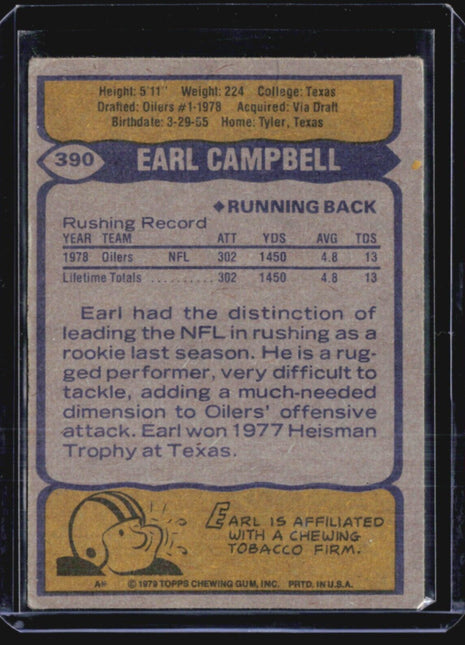 Height: 5'11" Weight: 224 College: Texas
Drafted: Oilers #1-1978 Acquired: Via Draft
Birthdate: 3-29-55 Home: Tyler, Texas
390 EARL CAMPBELL
◆RUNNING BACK
Rushing Record
YEAR TEAM ATT YDS AVG TDS
1978 Oilers NFL 302 1450 4.8 13
Lifetime Totals .......... 302 1450 4.8 13
Earl had the distinction of
leading the NFL in rushing as a
rookie last season. He is a rug-
ged performer, very difficult to
tackle, adding a much-needed
dimension to Oilers' offensive
attack. Earl won 1977 Heisman
Trophy at Texas.
EARL IS AFFILIATED
WITH A CHEWING
TOBACCO FIRM.
A* © 1979 TOPPS CHEWING GUM, INC. PRTD. IN U.S.A.